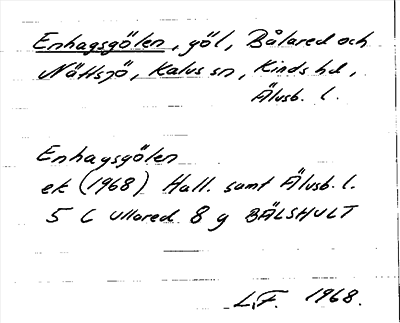 Enhagsgölen, göl, Bålared och
Nättsjö, Kalvs sn, Kinds hd,
Älvsb. l.
Enhagsgölen
ek (1968) Hall. samt Älvsb. l.
5 C Ullared 8 g BÄLSHULT
L.F. 1968.